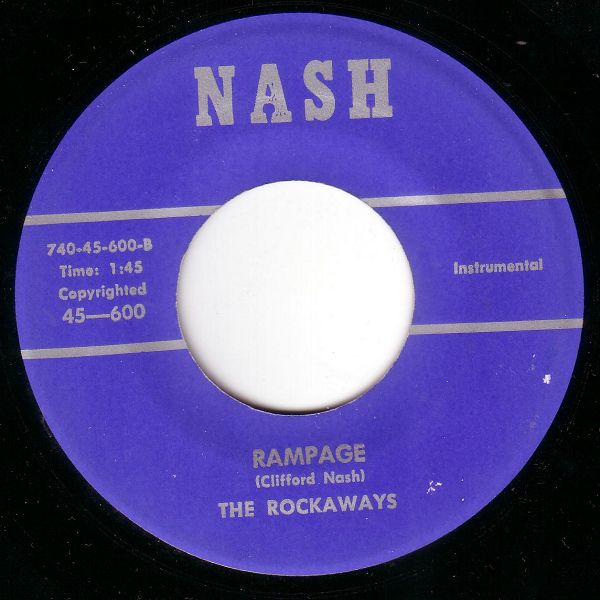 NASH
740-45-600-B
Time: 1:45
Copyrighted
45—600
Instrumental
RAMPAGE
(Clifford Nash)
THE ROCKAWAYS